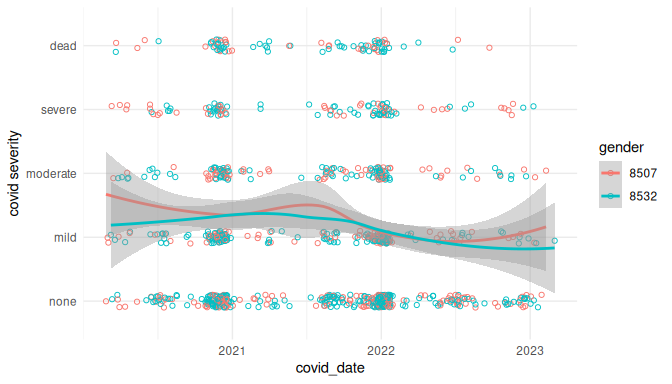 dead
severe
moderate
mild
none
covid severity
2021
2022
2023
covid_date
gender
8507
8532